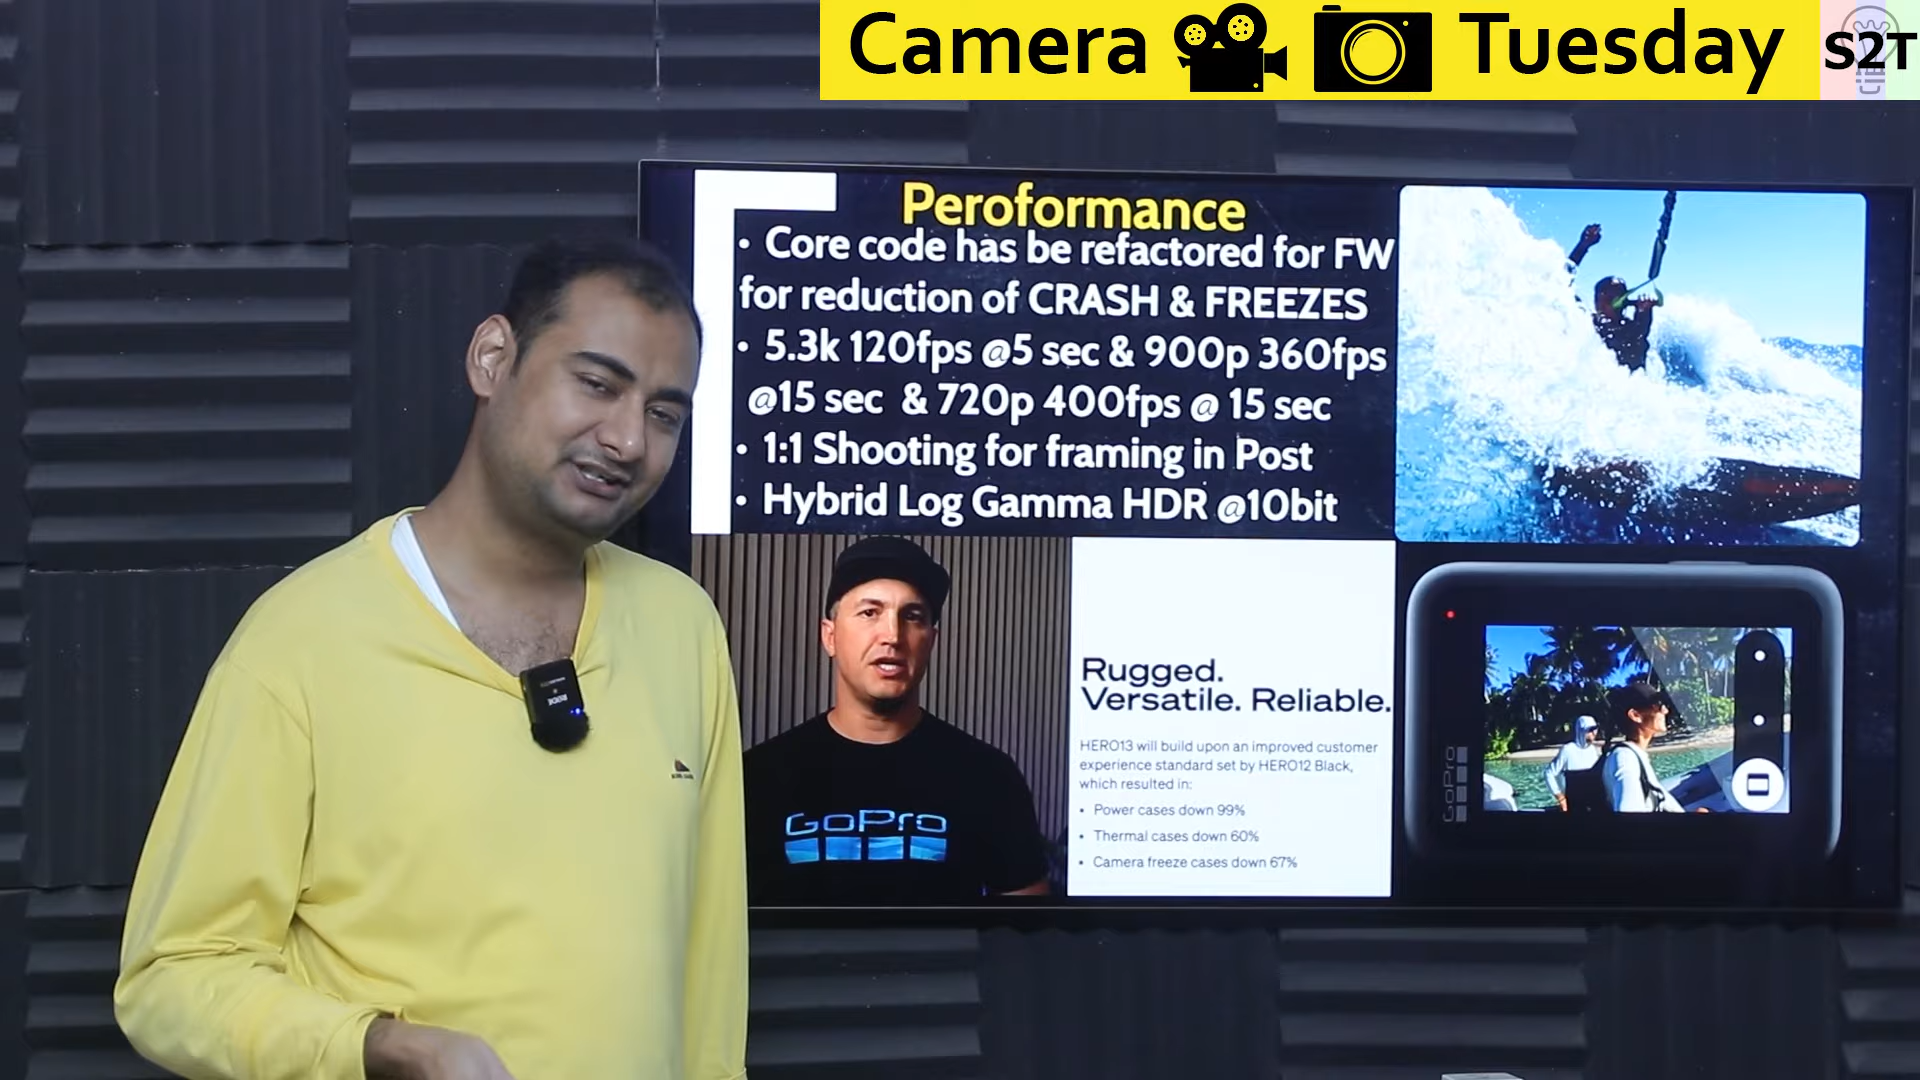 Camera Tuesday
S2T
Peroformance
• Core code has be refactored for FW
for reduction of CRASH & FREEZES
• 5.3k 120fps @5 sec & 900p 360fps
@15 sec & 720p 400fps @ 15 sec
• 1:1 Shooting for framing in Post
• Hybrid Log Gamma HDR @10bit
Rugged.
Versatile. Reliable.
HERO13 will build upon an improved customer
experience standard set by HERO12 Black,
which resulted in:
• Power cases down 99%
• Thermal cases down 60%
• Camera freeze cases down 67%
GoPro
GoPro
RODE